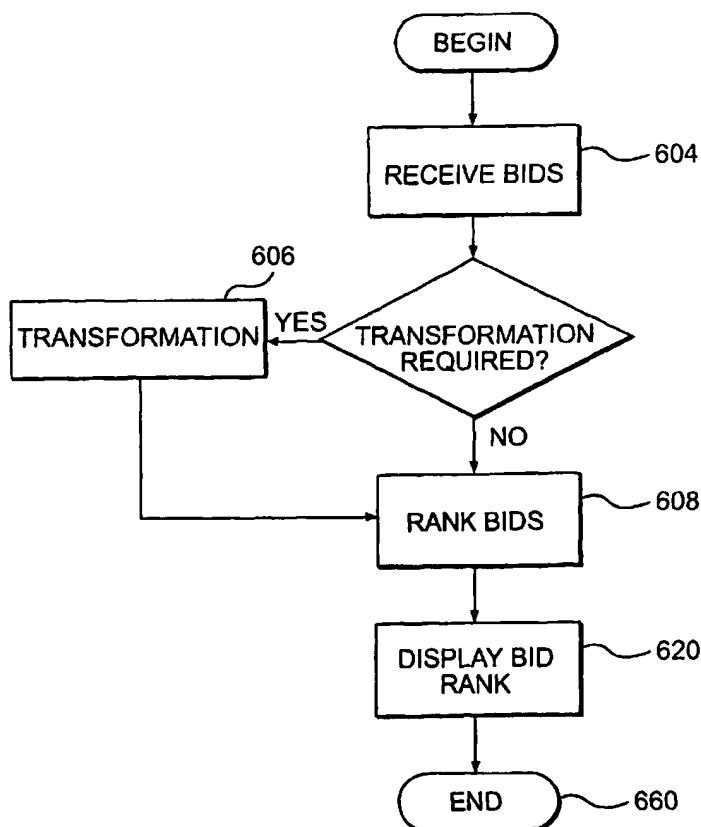 BEGIN
RECEIVE BIDS
604
606
TRANSFORMATION
YES
TRANSFORMATION
REQUIRED?
NO
RANK BIDS
608
DISPLAY BID
RANK
620
END
660